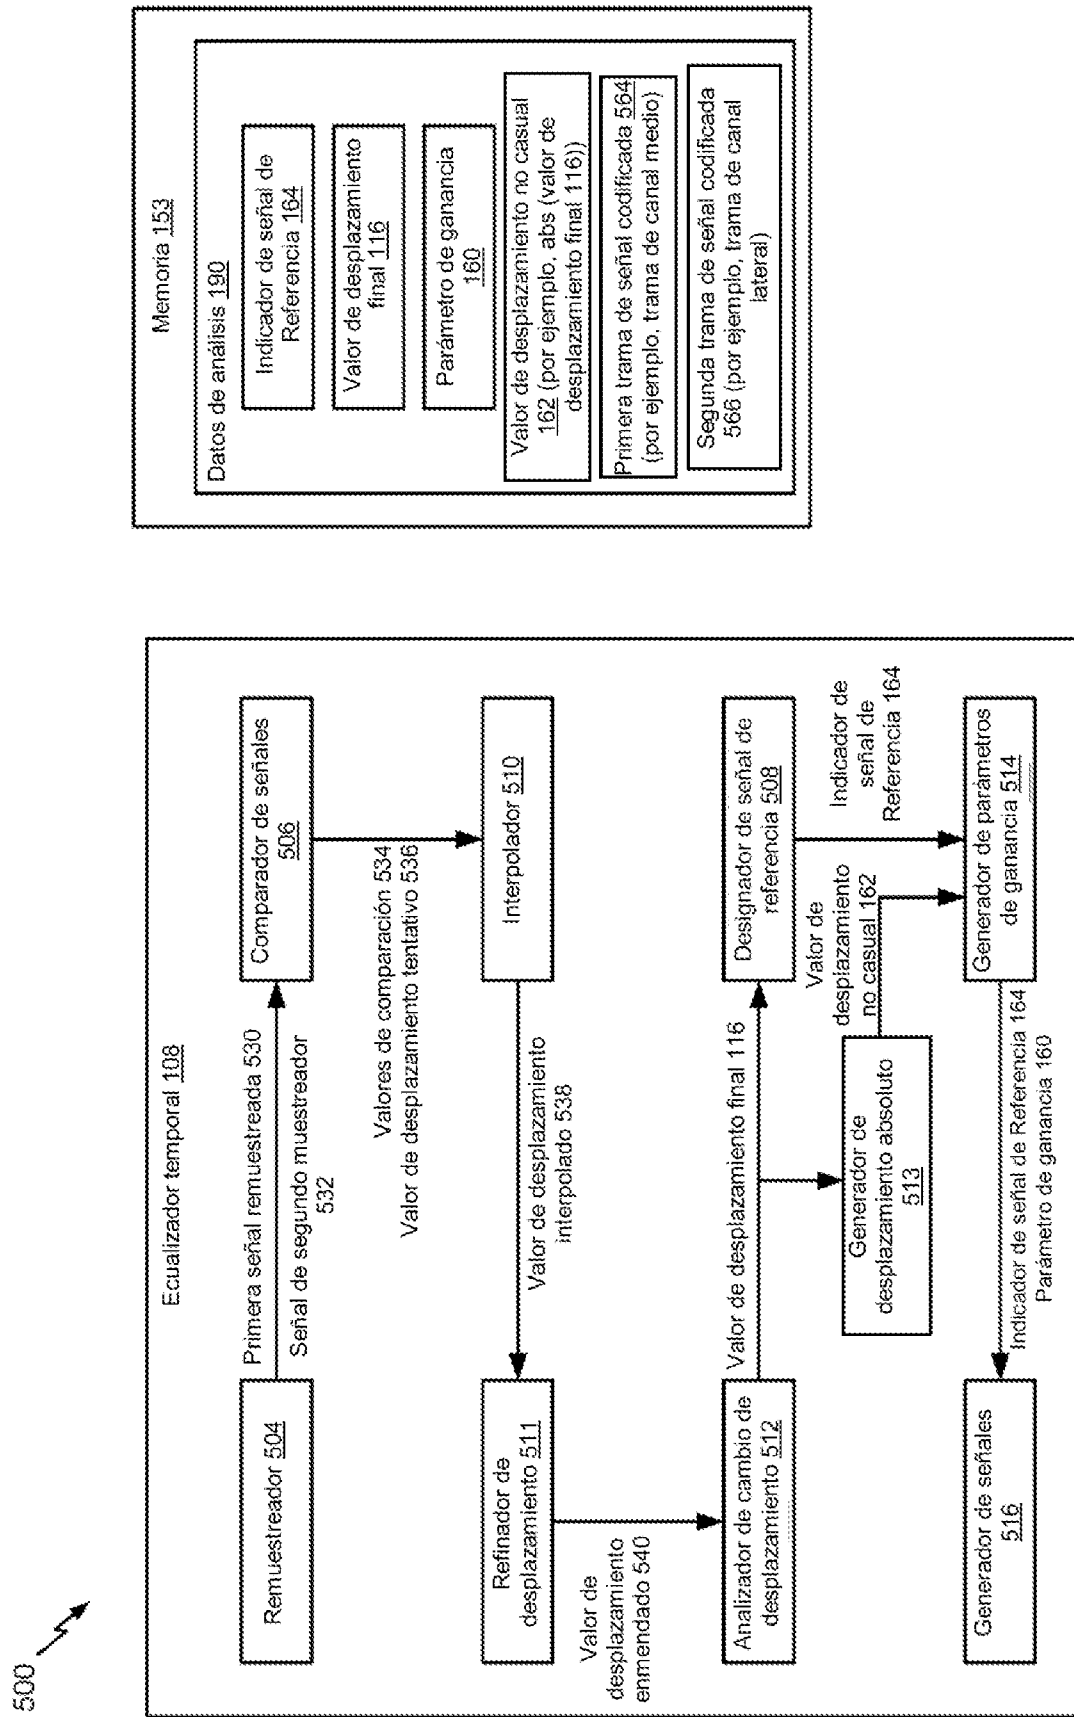 500
Ecualizador temporal 108
Remuestreador 504
Primera señal remuestreada 530
Señal de segundo muestreador
532
Comparador de señales
506
Valores de comparación 534
Valor de desplazamiento tentativo 536
Interpolador 510
Valor de desplazamiento
interpolado 538
Refinador de
desplazamiento 511
Valor de
desplazamiento
enmendado 540
Analizador de cambio de
desplazamiento 512
Valor de desplazamiento final 116
Designador de señal de
referencia 508
Generador de
desplazamiento absoluto
513
Valor de
desplazamiento
no casual 162
Indicador de
señal de
Referencia 164
Generador de parámetros
de ganancia 514
Indicador de señal de Referencia 164
Parámetro de ganancia 160
Generador de señales
516
Memoria 153
Datos de análisis 190
Indicador de señal de
Referencia 164
Valor de desplazamiento
final 116
Parámetro de ganancia
160
Valor de desplazamiento no casual
162 (por ejemplo, abs (valor de
desplazamiento final 116))
Primera trama de señal codificada 564
(por ejemplo, trama de canal medio)
Segunda trama de señal codificada
566 (por ejemplo, trama de canal
lateral)